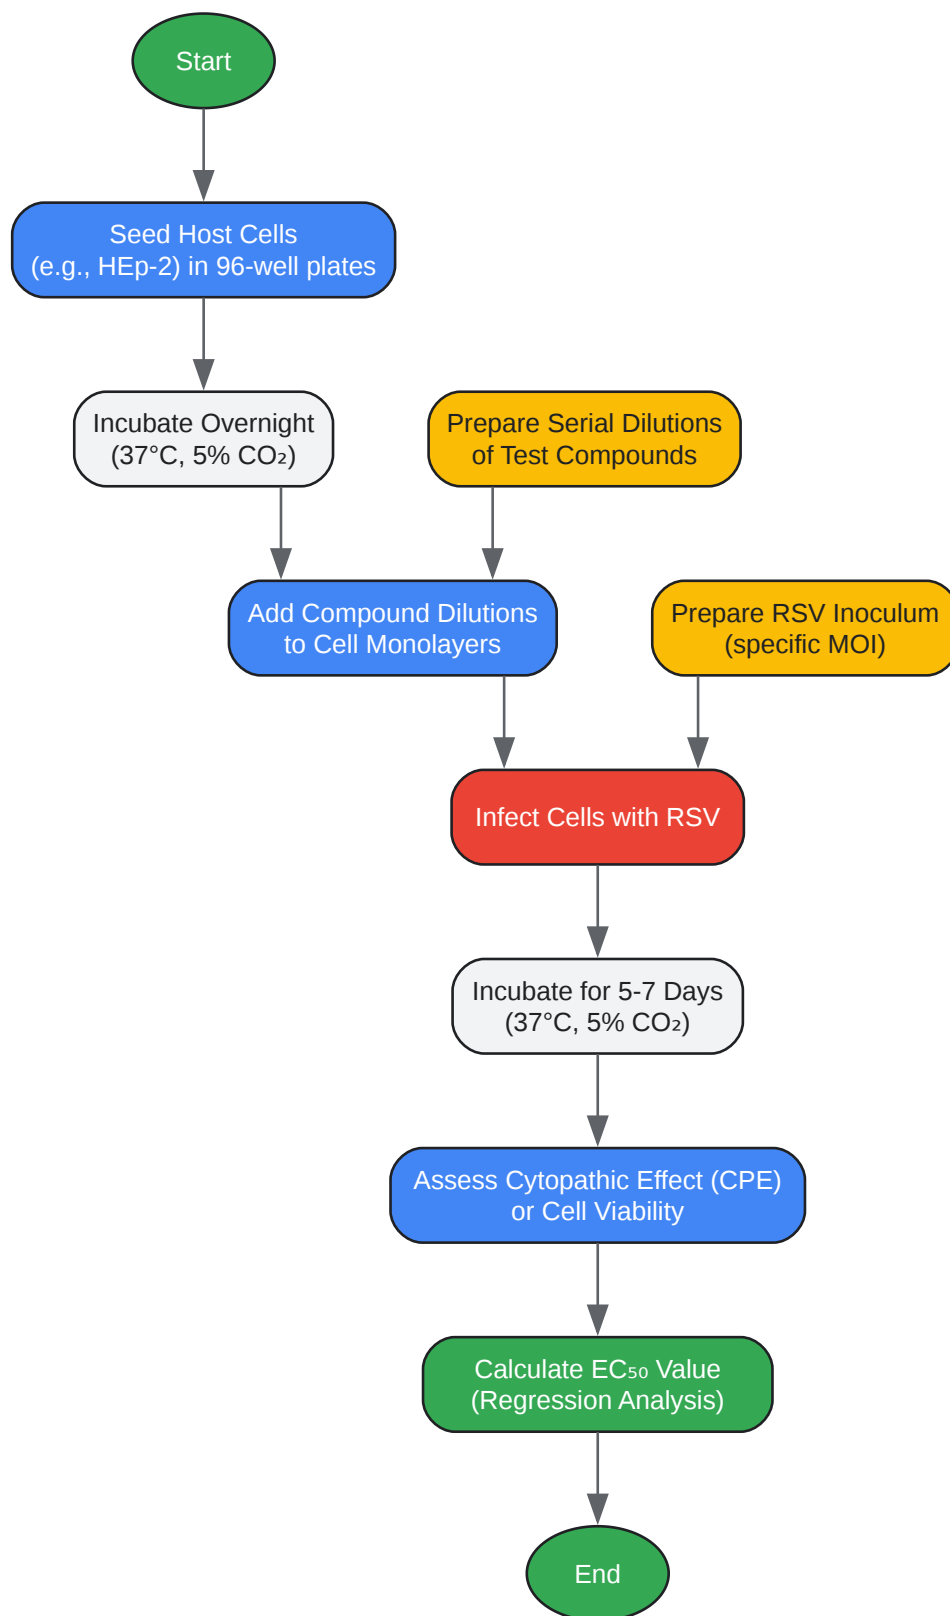 Start
Seed Host Cells
(e.g., HEp-2) in 96-well plates
Incubate Overnight
(37°C, 5% CO₂)
Prepare Serial Dilutions
of Test Compounds
Add Compound Dilutions
to Cell Monolayers
Prepare RSV Inoculum
(specific MOI)
Infect Cells with RSV
Incubate for 5-7 Days
(37°C, 5% CO₂)
Assess Cytopathic Effect (CPE)
or Cell Viability
Calculate EC₅₀ Value
(Regression Analysis)
End